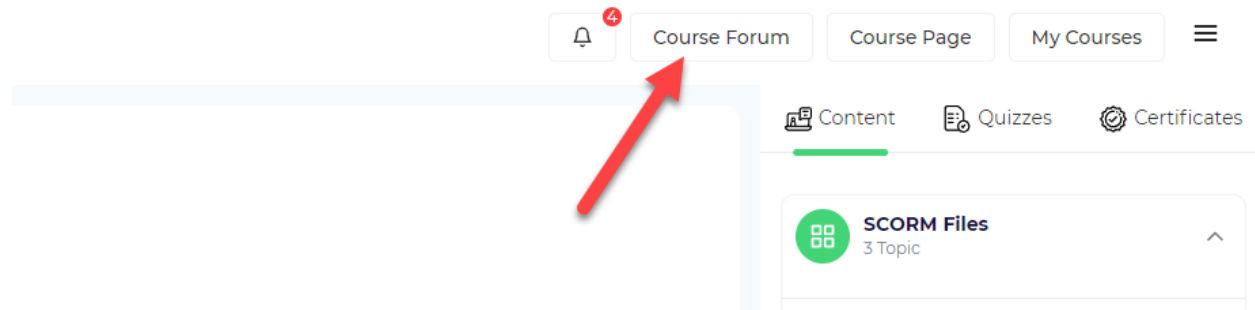 4
Course Forum
Course Page
My Courses
Content
Quizzes
Certificates
SCORM Files
3 Topic